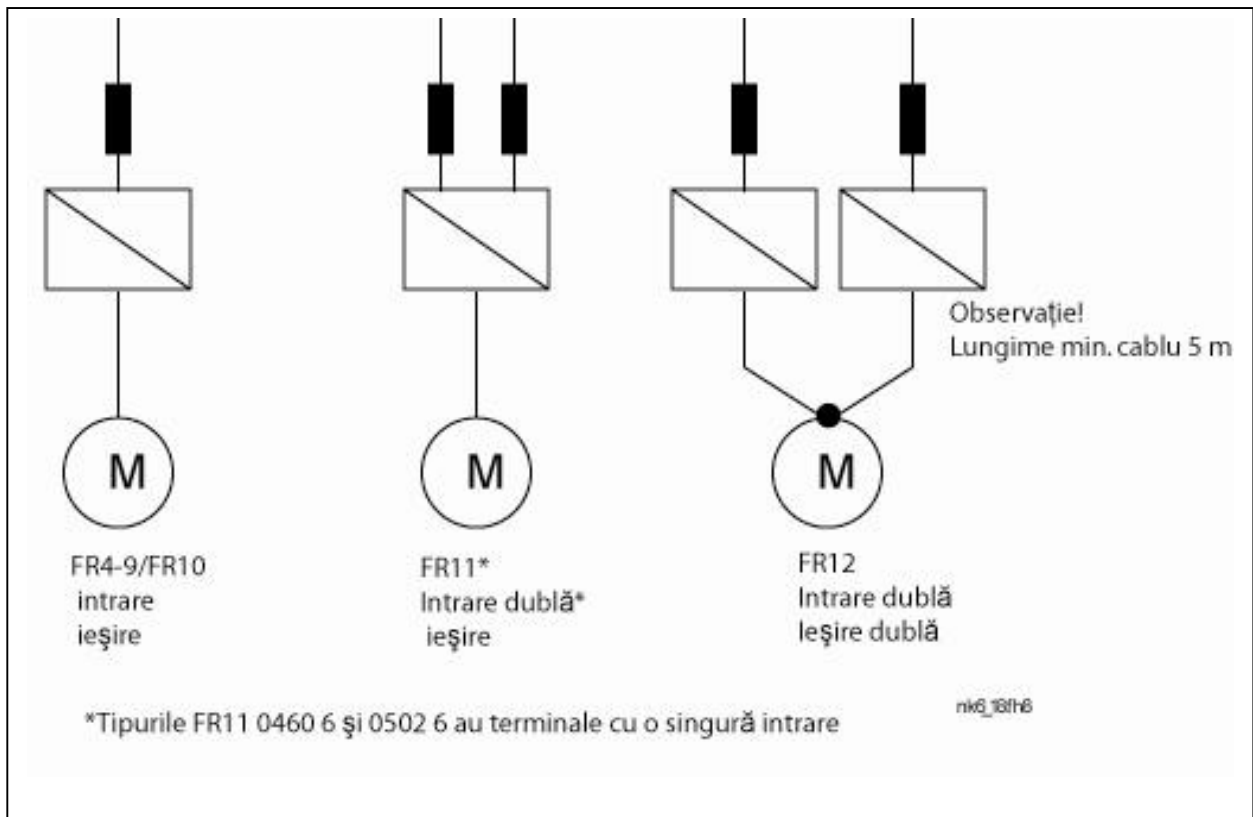 Observație!
Lungime min. cablu 5 m
M
M
M
FR4-9/FR10
intrare
ieşire
FR11*
Intrare dublă*
ieşire
FR12
Intrare dublă
Ieşire dublă
*Tipurile FR11 0460 6 şi 0502 6 au terminale cu o singură intrare
nk6_18fh6